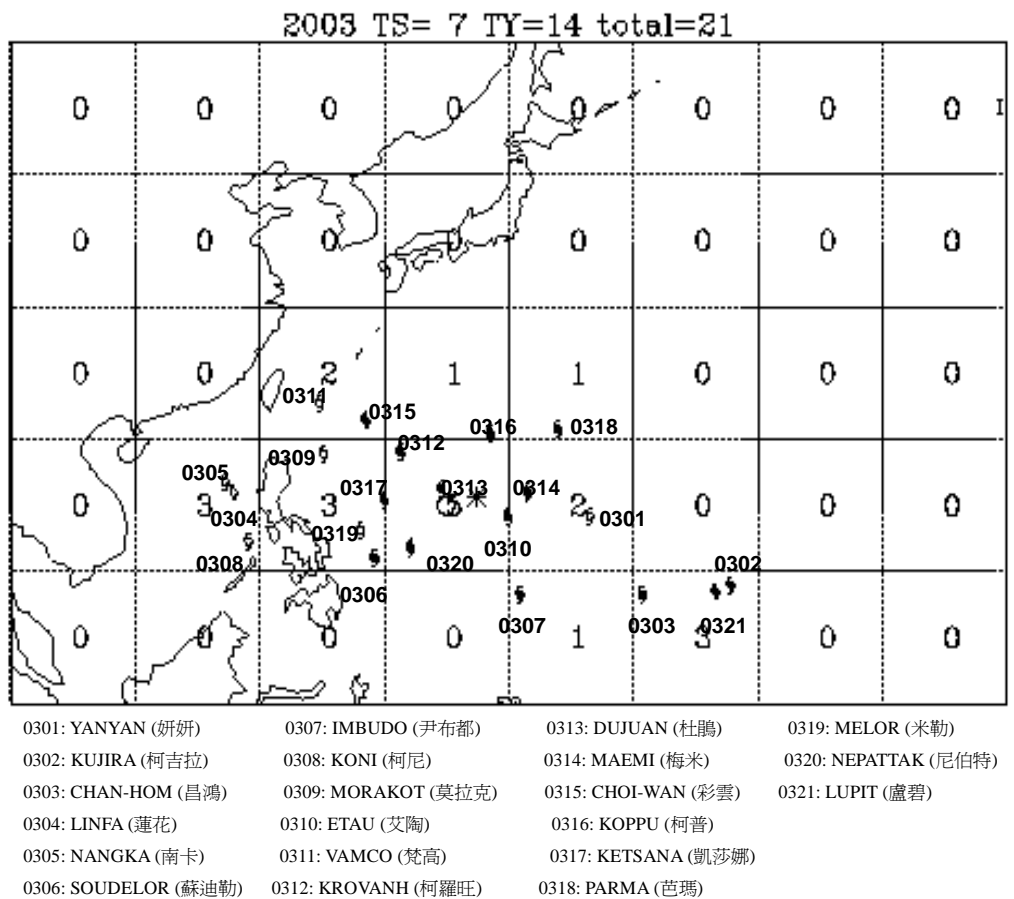 2003 TS= 7 TY=14 total=21
0 0 0 0 0 0 0 0 I
0 0 0 0 0 0 0
0 0 2 1 1 0 0 0
0311 0315 0316 0318
0312
0309
0305 0317 0313 0314
0 3 3 2 0 0 0
0304 0319 0301
0310
0308 0320 0302
0306
0307 0303 0321
0 0 0 0 1 3 0 0
0301: YANYAN (妍妍) 0307: IMBUDO (尹布都) 0313: DUJUAN (杜鵑) 0319: MELOR (米勒)
0302: KUJIRA (柯吉拉) 0308: KONI (柯尼) 0314: MAEMI (梅米) 0320: NEPATTAK (尼伯特)
0303: CHAN-HOM (昌鴻) 0309: MORAKOT (莫拉克) 0315: CHOI-WAN (彩雲) 0321: LUPIT (盧碧)
0304: LINFA (蓮花) 0310: ETAU (艾陶) 0316: KOPPU (柯普)
0305: NANGKA (南卡) 0311: VAMCO (梵高) 0317: KETSANA (凱莎娜)
0306: SOUDELOR (蘇迪勒) 0312: KROVANH (柯羅旺) 0318: PARMA (芭瑪)